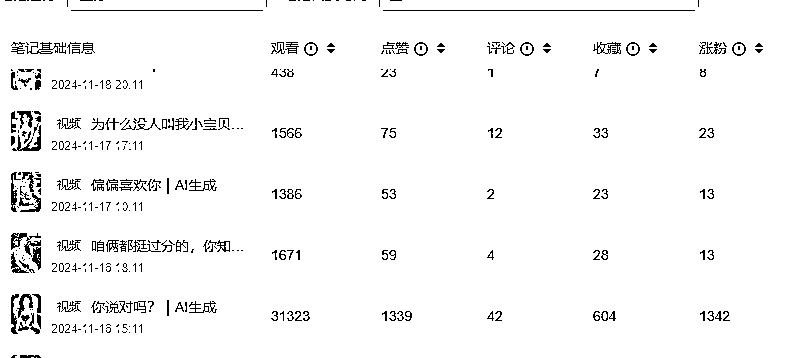 笔记基础信息 观看 点赞 评论 收藏 涨粉
438 23 1 7 8
2024-11-18 20:11
视频 为什么没人叫我小宝贝... 1566 75 12 33 23
2024-11-17 17:11
视频 偏偏喜欢你 | AI生成 1386 53 2 23 13
视频 咱俩都挺过分的，你知... 1671 59 4 28 13
2024-11-16 18:11
视频 你说对吗？ | AI生成 31323 1339 42 604 1342
2024-11-16 15:11